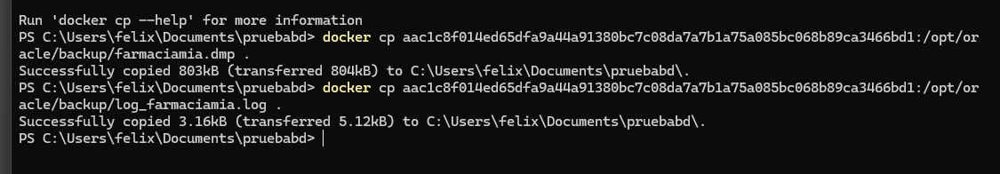 Run 'docker cp --help' for more information
PS C:\Users\felix\Documents\pruebabd> docker cp aac1c8f014ed65dfa9a44a91380bc7c08da7a7b1a75a085bc068b89ca3466bd1:/opt/or
acle/backup/farmaciamia.dmp .
Successfully copied 803kB (transferred 804kB) to C:\Users\felix\Documents\pruebabd\.
PS C:\Users\felix\Documents\pruebabd> docker cp aac1c8f014ed65dfa9a44a91380bc7c08da7a7b1a75a085bc068b89ca3466bd1:/opt/or
acle/backup/log_farmaciamia.log .
Successfully copied 3.16kB (transferred 5.12kB) to C:\Users\felix\Documents\pruebabd\.
PS C:\Users\felix\Documents\pruebabd>